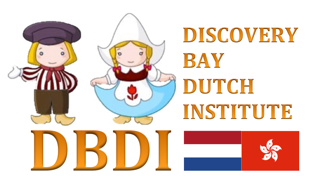 DISCOVERY
BAY
DUTCH
INSTITUTE
DBDI